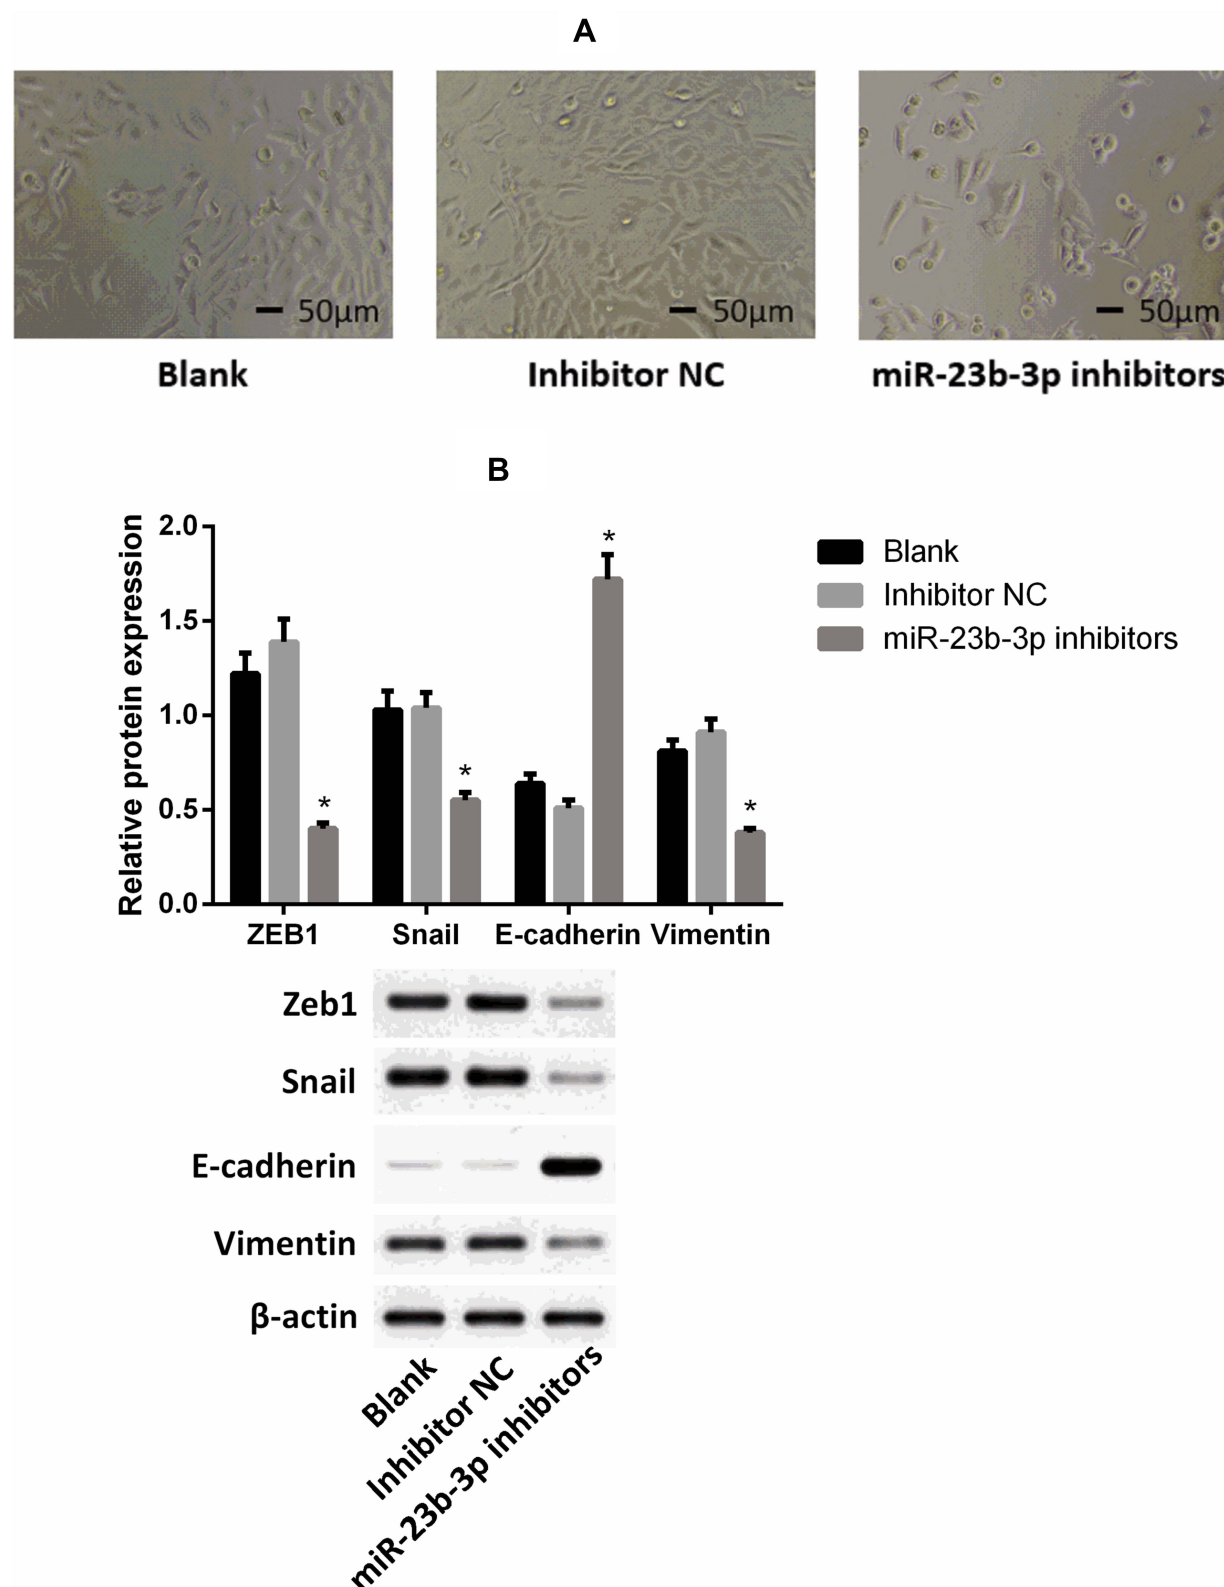 A
50μm
50μm
50μm
Blank
Inhibitor NC
miR-23b-3p inhibitors
B
Relative protein expression
2.0
1.5
1.0
0.5
0.0
*
*
*
*
ZEB1
Snail
E-cadherin
Vimentin
Blank
Inhibitor NC
miR-23b-3p inhibitors
Zeb1
Snail
E-cadherin
Vimentin
β-actin
Blank
Inhibitor NC
miR-23b-3p inhibitors